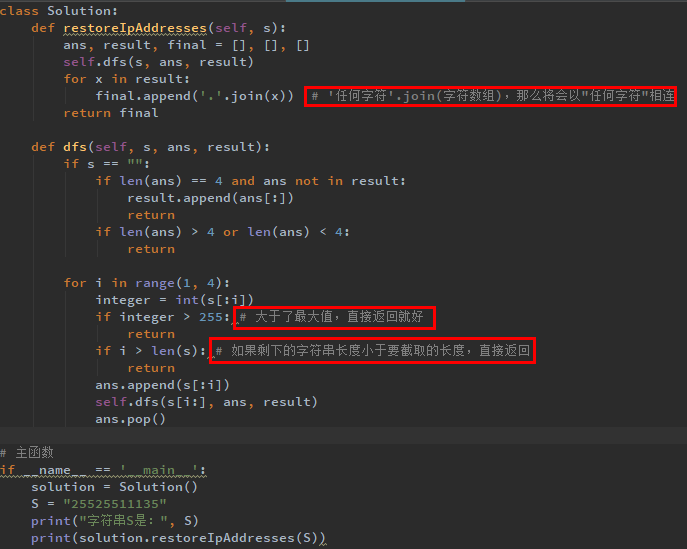 class Solution:
    def restoreIpAddresses(self, s):
        ans, result, final = [], [], []
        self.dfs(s, ans, result)
        for x in result:
            final.append('.'.join(x))  # '任何字符'.join(字符数组), 那么将会以"任何字符"相连
        return final
    def dfs(self, s, ans, result):
        if s == "":
            if len(ans) == 4 and ans not in result:
                result.append(ans[:])
                return
            if len(ans) > 4 or len(ans) < 4:
                return
        for i in range(1, 4):
            integer = int(s[:i])
            if integer > 255: # 大于了最大值, 直接返回就好
                return
            if i > len(s): # 如果剩下的字符串长度小于要截取的长度, 直接返回
                return
            ans.append(s[:i])
            self.dfs(s[i:], ans, result)
            ans.pop()
# 主函数
if __name__ == '__main__':
    solution = Solution()
    S = "25525511135"
    print("字符串S是: ", S)
    print(solution.restoreIpAddresses(S))